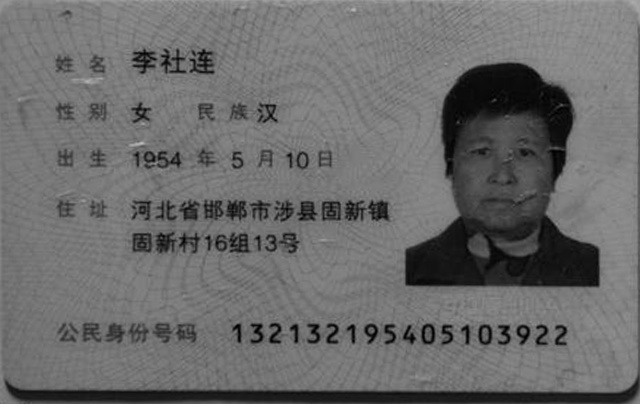 姓名 李社连
性别 女 民族 汉
出生 1954 年 5 月 10 日
住址 河北省邯郸市涉县固新镇
固新村16组13号
公民身份号码 132132195405103922